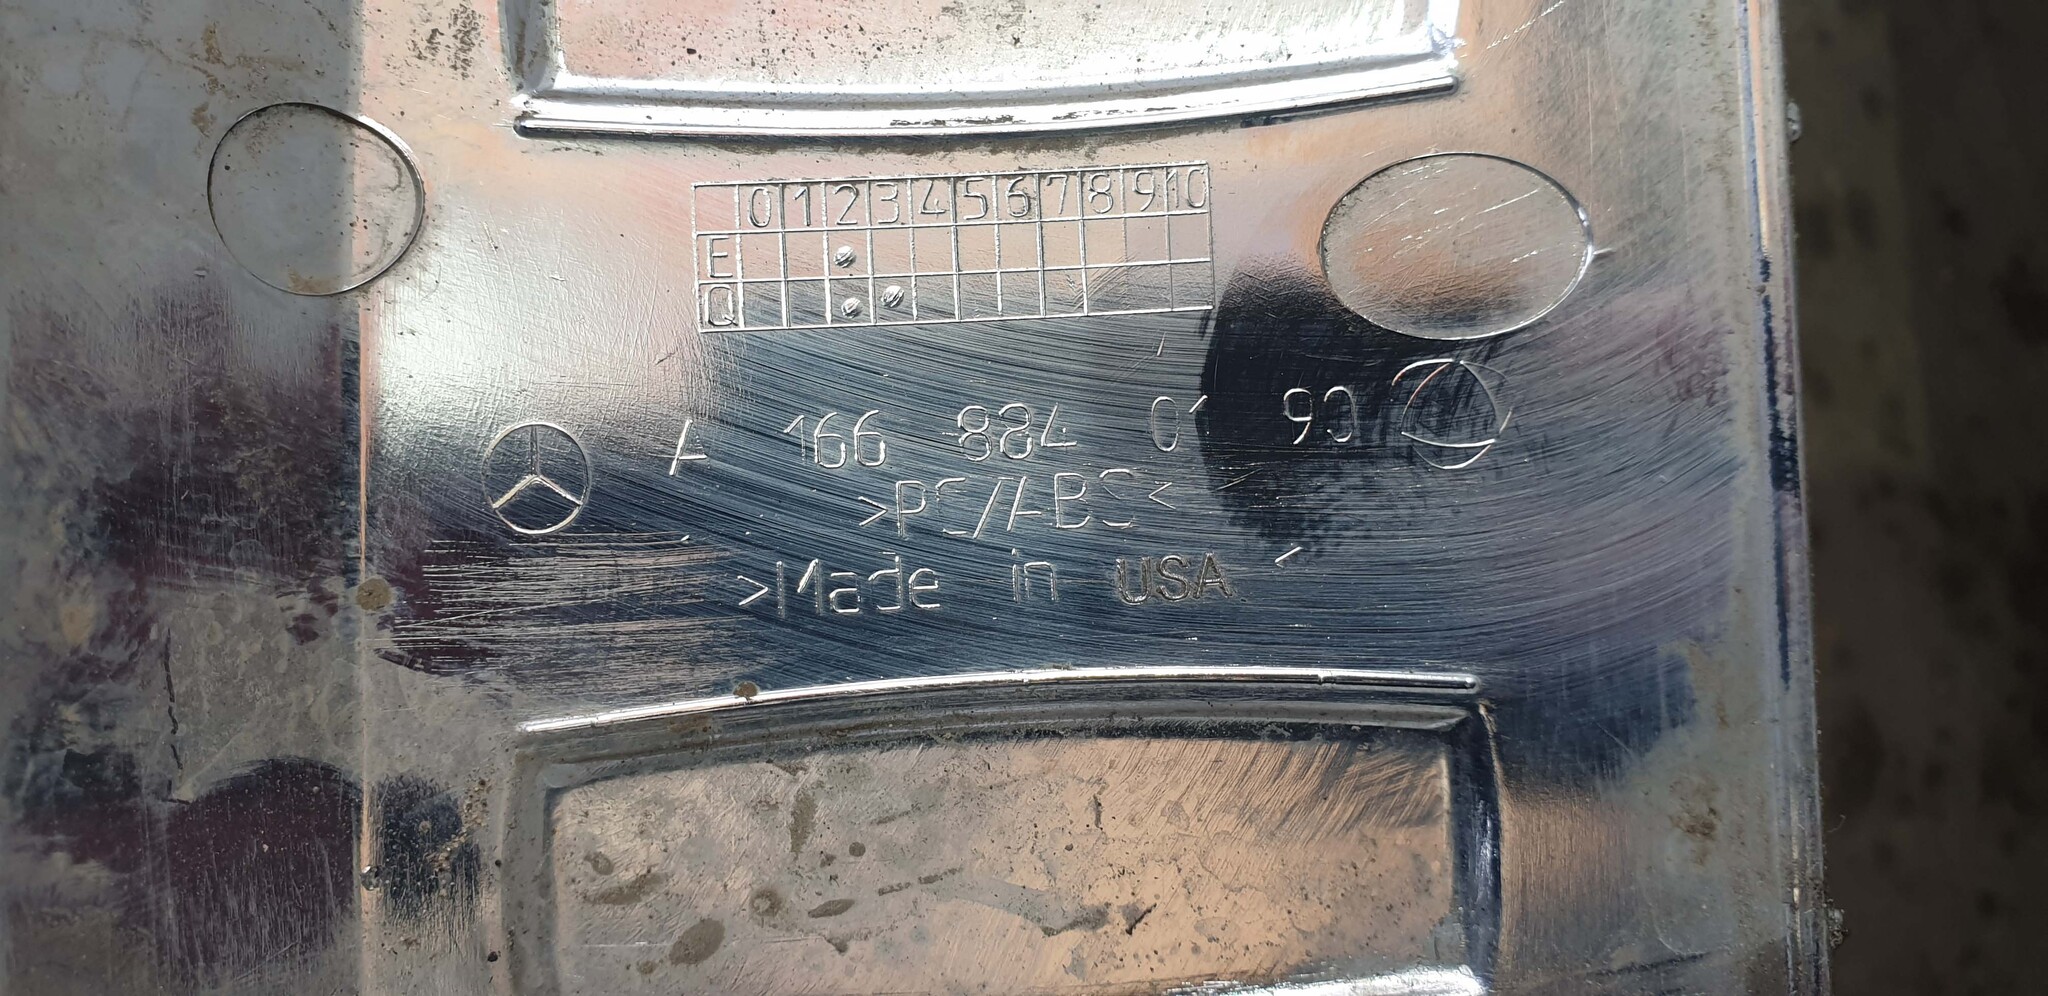 0 1 2 3 4 5 6 7 8 9 10
E
Q
A 166 884 01 90
>PC/ABS<
>Made in USA <